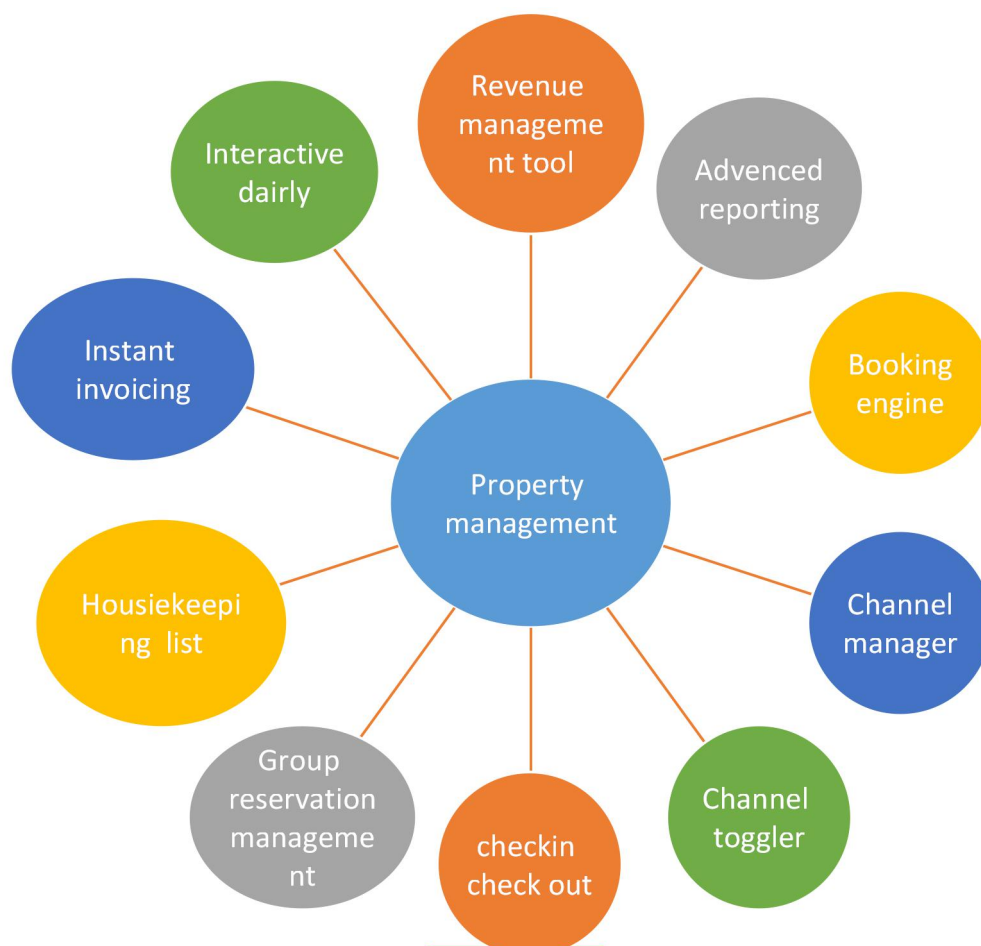 Revenue
manageme
nt tool
Advenced
reporting
Booking
engine
Channel
manager
Channel
toggler
checkin
check out
Group
reservation
manageme
nt
Housiekeepi
ng list
Instant
invoicing
Interactive
dairly
Property
management